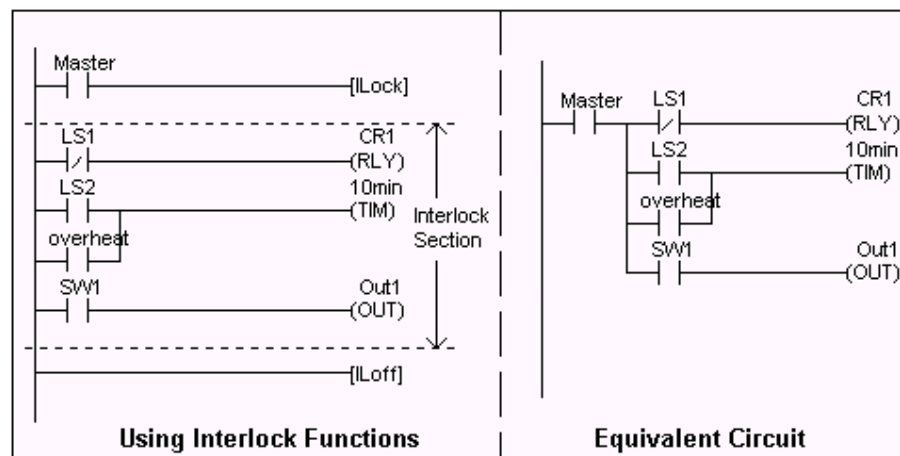 Master
[ILock]
LS1
CR1
(RLY)
LS2
10min
(TIM)
overheat
Interlock
Section
SW1
Out1
(OUT)
[ILoff]
Using Interlock Functions
Master
LS1
CR1
(RLY)
LS2
10min
(TIM)
overheat
SW1
Out1
(OUT)
Equivalent Circuit